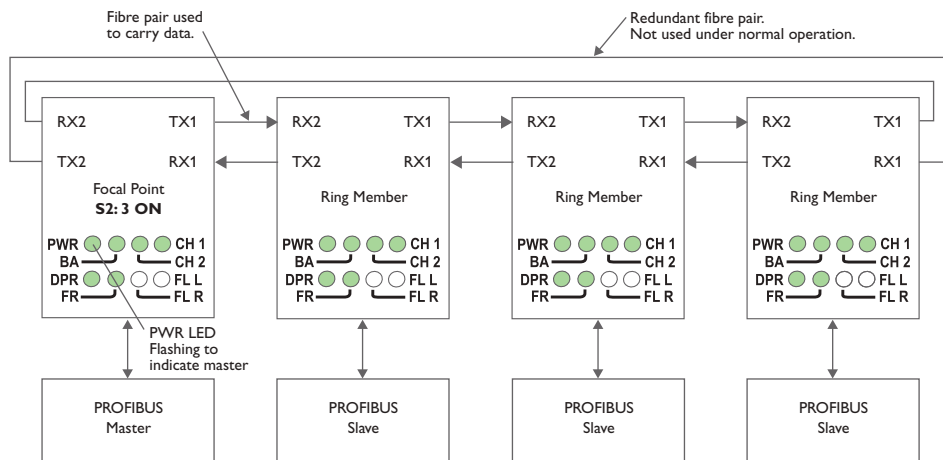 Fibre pair used
to carry data.
Redundant fibre pair.
Not used under normal operation.
RX2 TX1
TX2 RX1
Focal Point
S2: 3 ON
PWR CH 1
BA CH 2
DPR FL L
FR FL R
RX2 TX1
TX2 RX1
Ring Member
PWR CH 1
BA CH 2
DPR FL L
FR FL R
RX2 TX1
TX2 RX1
Ring Member
PWR CH 1
BA CH 2
DPR FL L
FR FL R
RX2 TX1
TX2 RX1
Ring Member
PWR CH 1
BA CH 2
DPR FL L
FR FL R
PWR LED
Flashing to
indicate master
PROFIBUS
Master
PROFIBUS
Slave
PROFIBUS
Slave
PROFIBUS
Slave